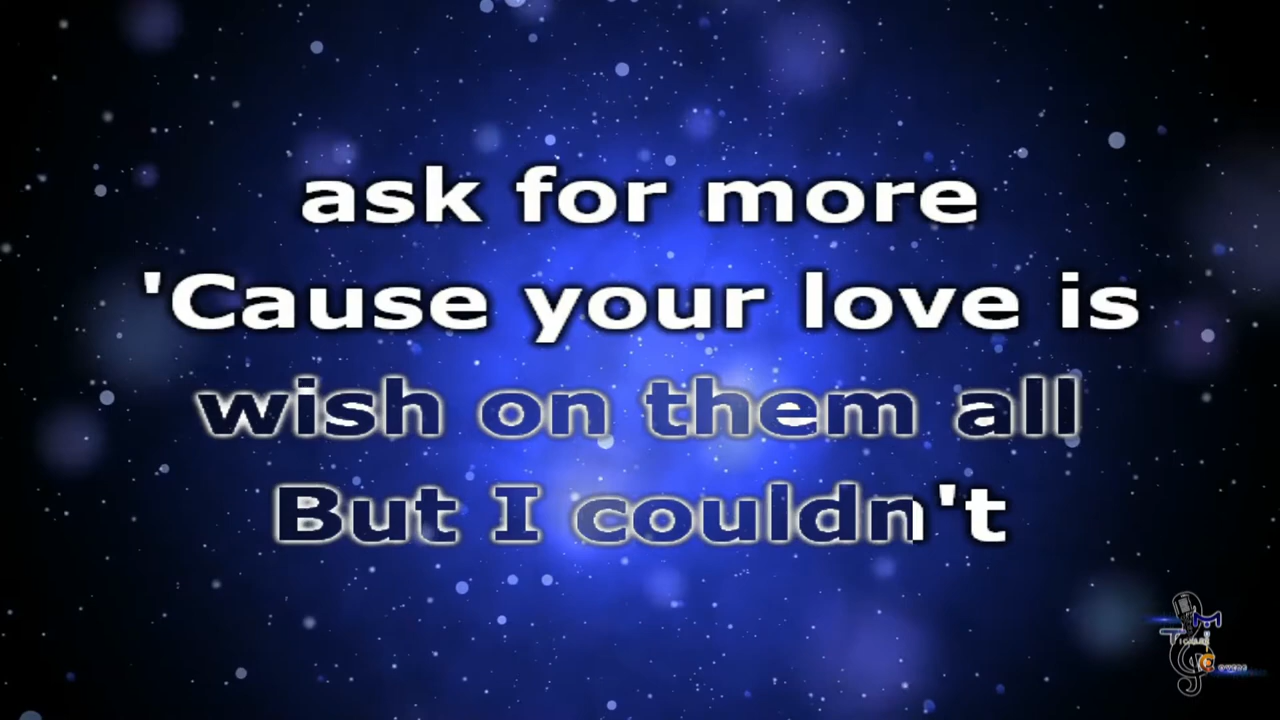 ask for more
'Cause your love is
wish on them all
But I couldn't